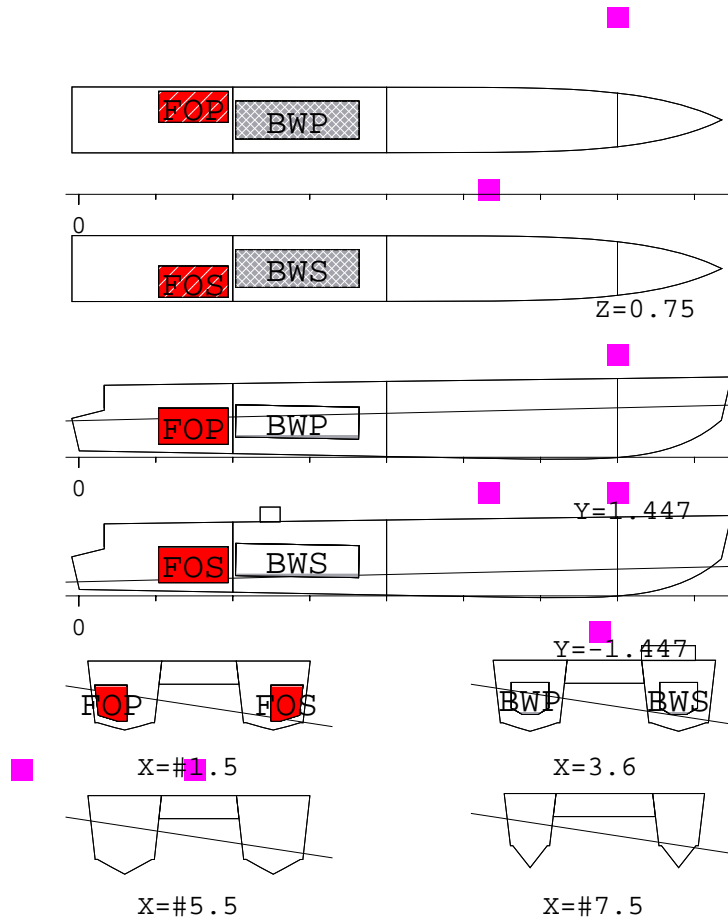 FOP
BWP
0
FOS
BWS
Z=0.75
FOP
BWP
0
Y=1.447
FOS
BWS
0
Y=-1.447
FOP FOS BWP BWS
X=#1.5 X=3.6
X=#5.5 X=#7.5